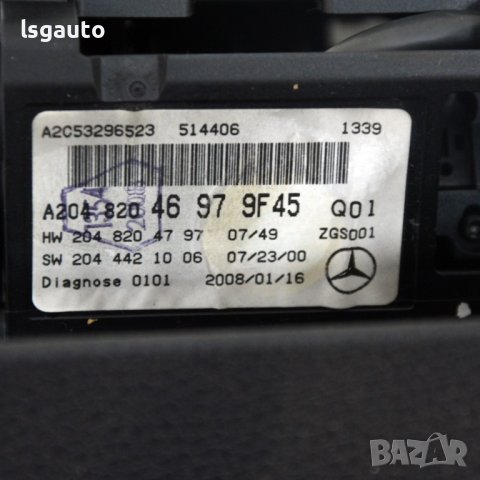 lsgauto
A2C53296523 514406 1339
A204 820 46 97 9F45 Q01
HW 204 820 47 97 07/49 ZGS001
SW 204 442 10 06 07/23/00
Diagnose 0101 2008/01/16
BAZAR